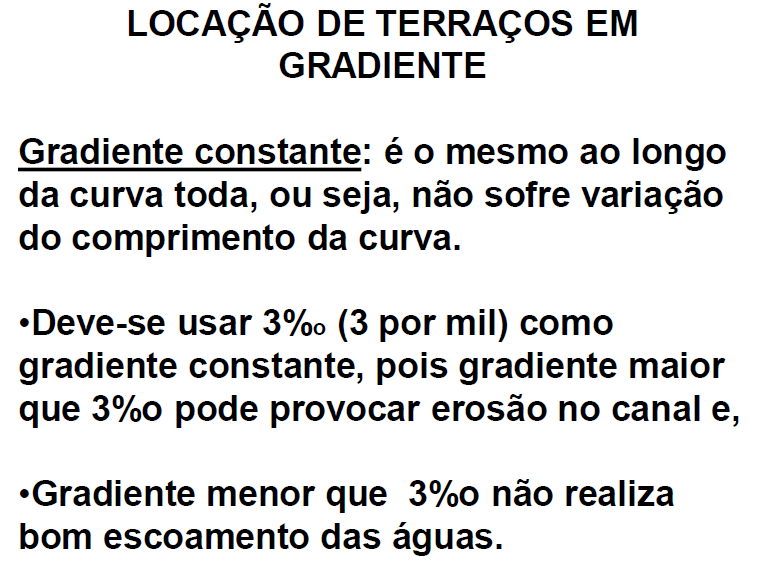 LOCAÇÃO DE TERRAÇOS EM
GRADIENTE
Gradiente constante: é o mesmo ao longo
da curva toda, ou seja, não sofre variação
do comprimento da curva.
•Deve-se usar 3%o (3 por mil) como
gradiente constante, pois gradiente maior
que 3%o pode provocar erosão no canal e,
•Gradiente menor que  3%o não realiza
bom escoamento das águas.